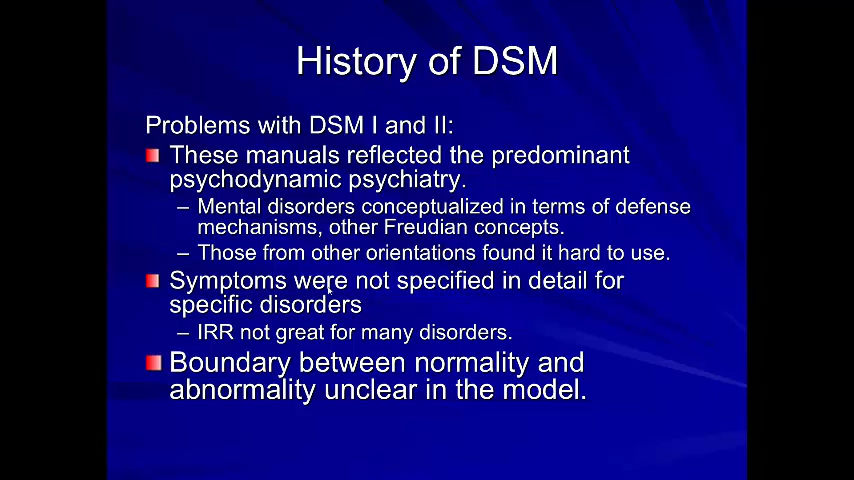 History of DSM
Problems with DSM I and II:
These manuals reflected the predominant
psychodynamic psychiatry.
– Mental disorders conceptualized in terms of defense
mechanisms, other Freudian concepts.
– Those from other orientations found it hard to use.
Symptoms were not specified in detail for
specific disorders
– IRR not great for many disorders.
Boundary between normality and
abnormality unclear in the model.